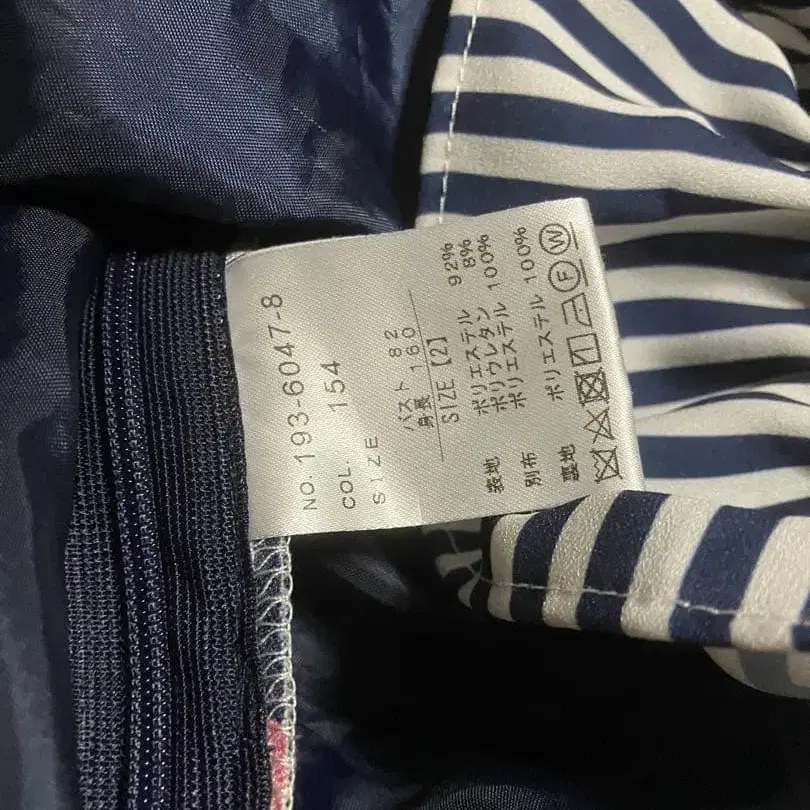 NO. 193-6047-8
COL. 154
SIZE
バスト 82
身長 160
SIZE【2】
表地 ポリエステル 92%
ポリウレタン 8%
別布 ポリエステル 100%
裏地 ポリエステル 100%
F W